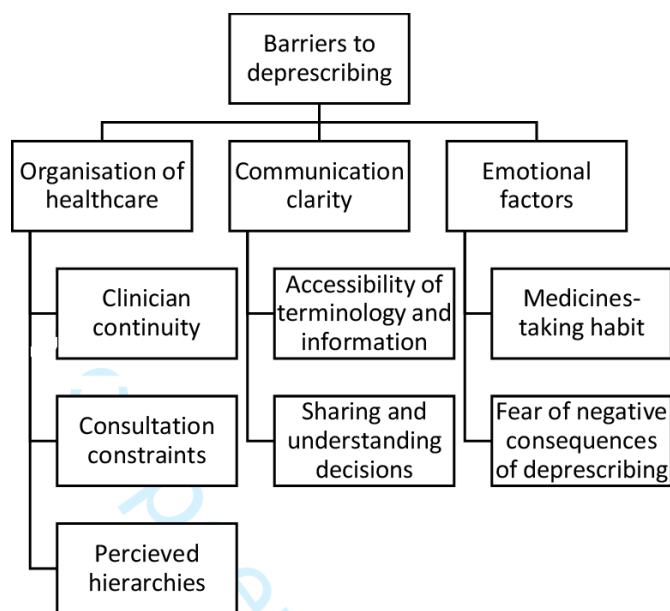 Barriers to
deprescribing
Organisation of
healthcare
Communication
clarity
Emotional
factors
Clinician
continuity
Accessibility of
terminology and
information
Medicines-
taking habit
Consultation
constraints
Sharing and
understanding
decisions
Fear of negative
consequences
of deprescribing
Percieved
hierarchies